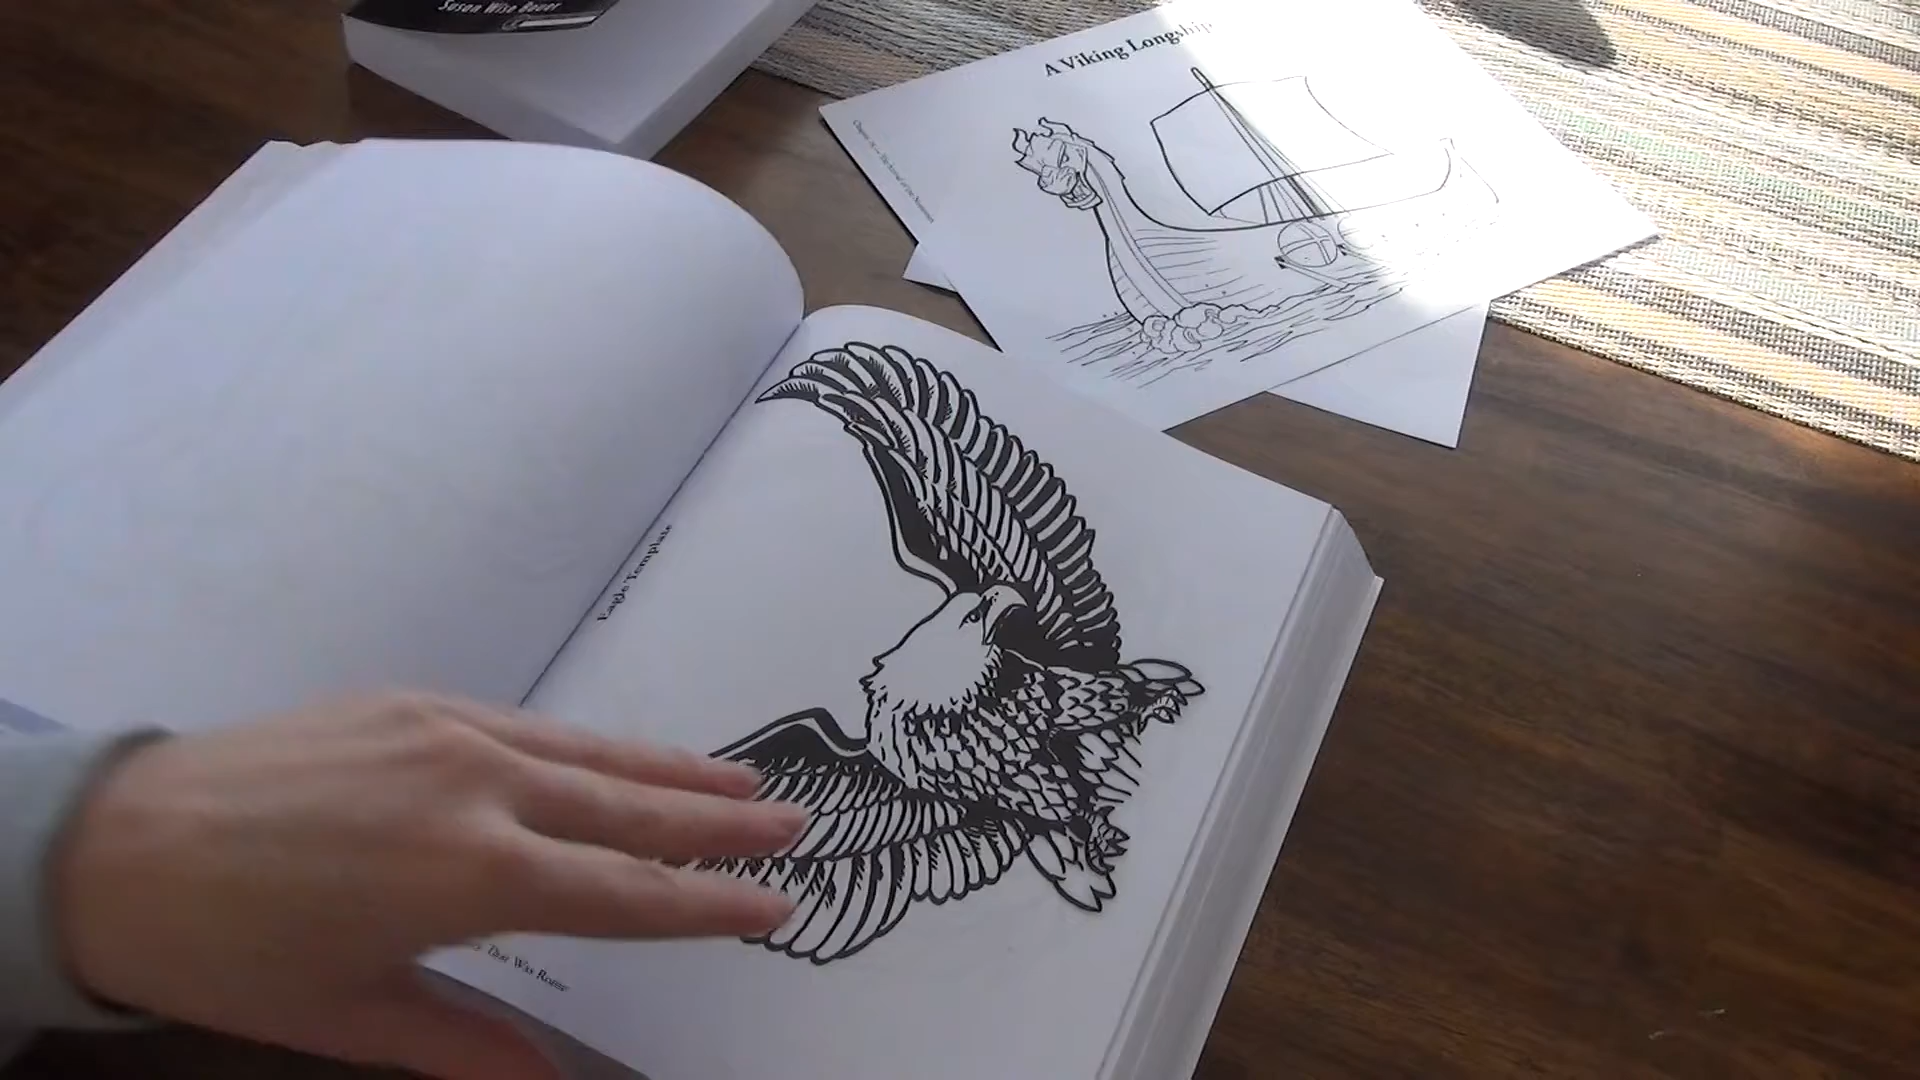 Susan Wise Bauer
A Viking Longship
Eagle Template
That Was Rome